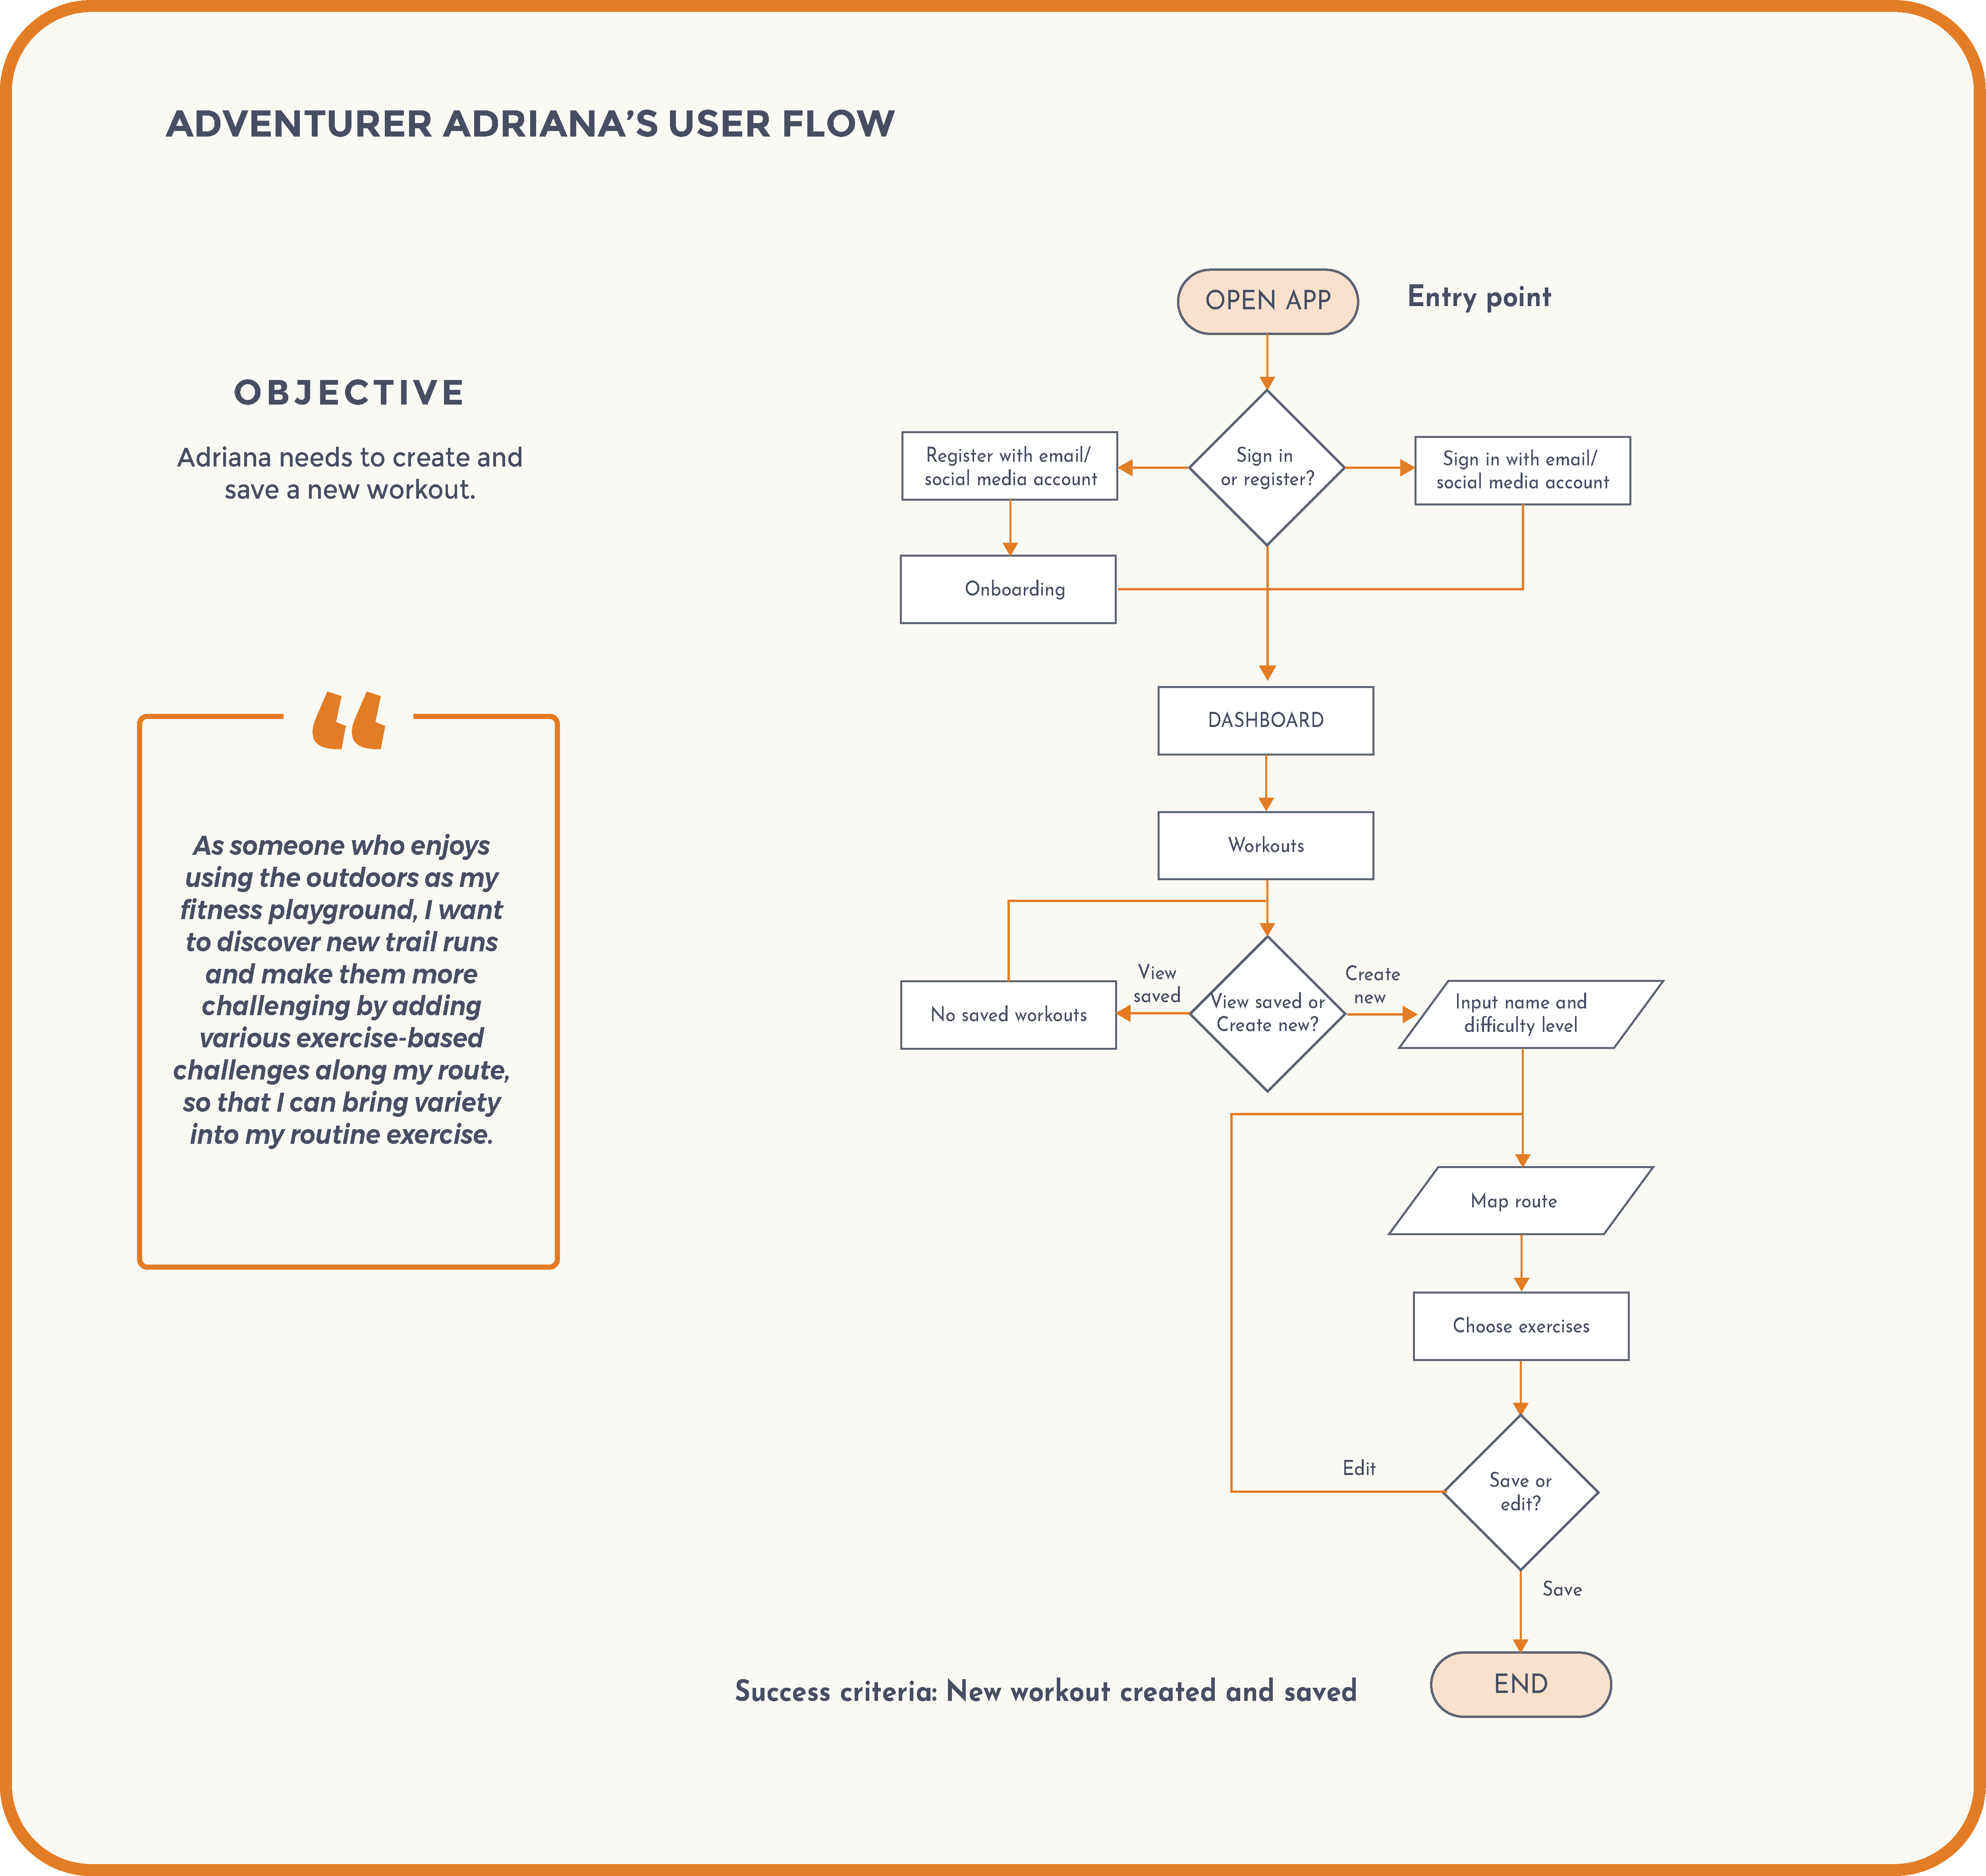 ADVENTURER ADRIANA’S USER FLOW
OPEN APP
Entry point
OBJECTIVE
Adriana needs to create and
save a new workout.
Register with email/
social media account
Sign in
or register?
Sign in with email/
social media account
Onboarding
DASHBOARD
“
As someone who enjoys
using the outdoors as my
fitness playground, I want
to discover new trail runs
and make them more
challenging by adding
various exercise-based
challenges along my route,
so that I can bring variety
into my routine exercise.
Workouts
No saved workouts
View
saved
View saved or
Create new?
Create
new
Input name and
difficulty level
Map route
Choose exercises
Edit
Save or
edit?
Save
Success criteria: New workout created and saved
END